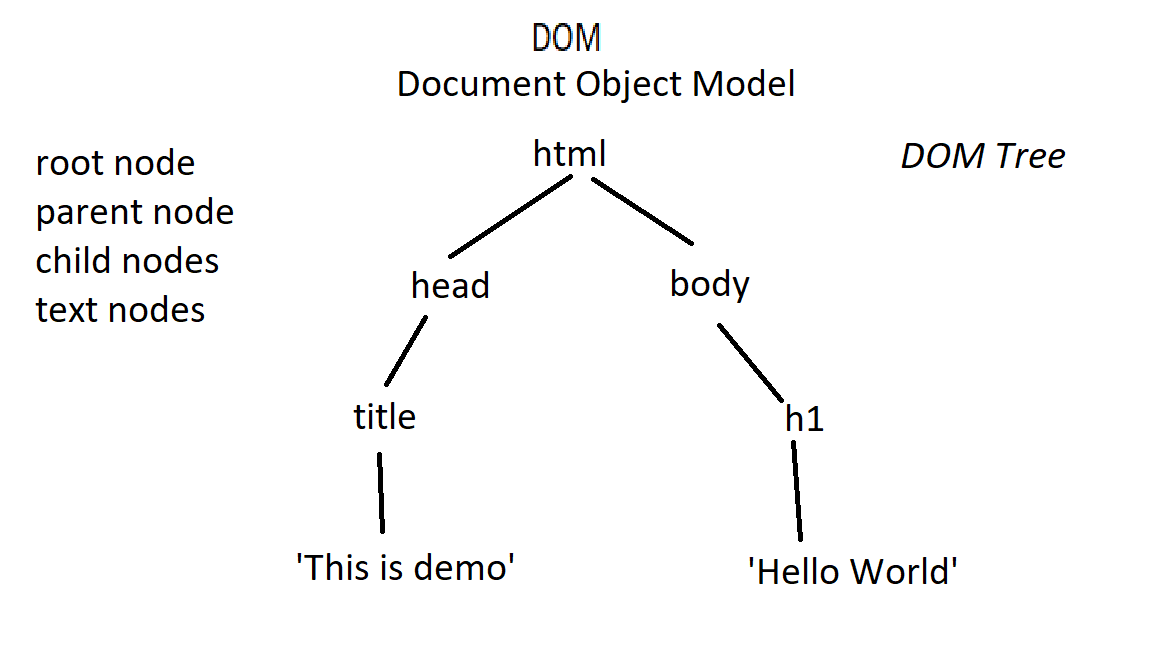 DOM
Document Object Model
root node
parent node
child nodes
text nodes
html
DOM Tree
head
body
title
h1
'This is demo'
'Hello World'